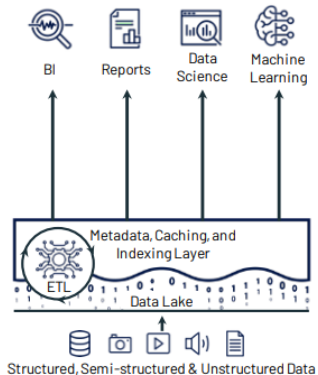 BI
Reports
Data
Science
Machine
Learning
Metadata, Caching, and
Indexing Layer
ETL
Data Lake
Structured, Semi-structured & Unstructured Data